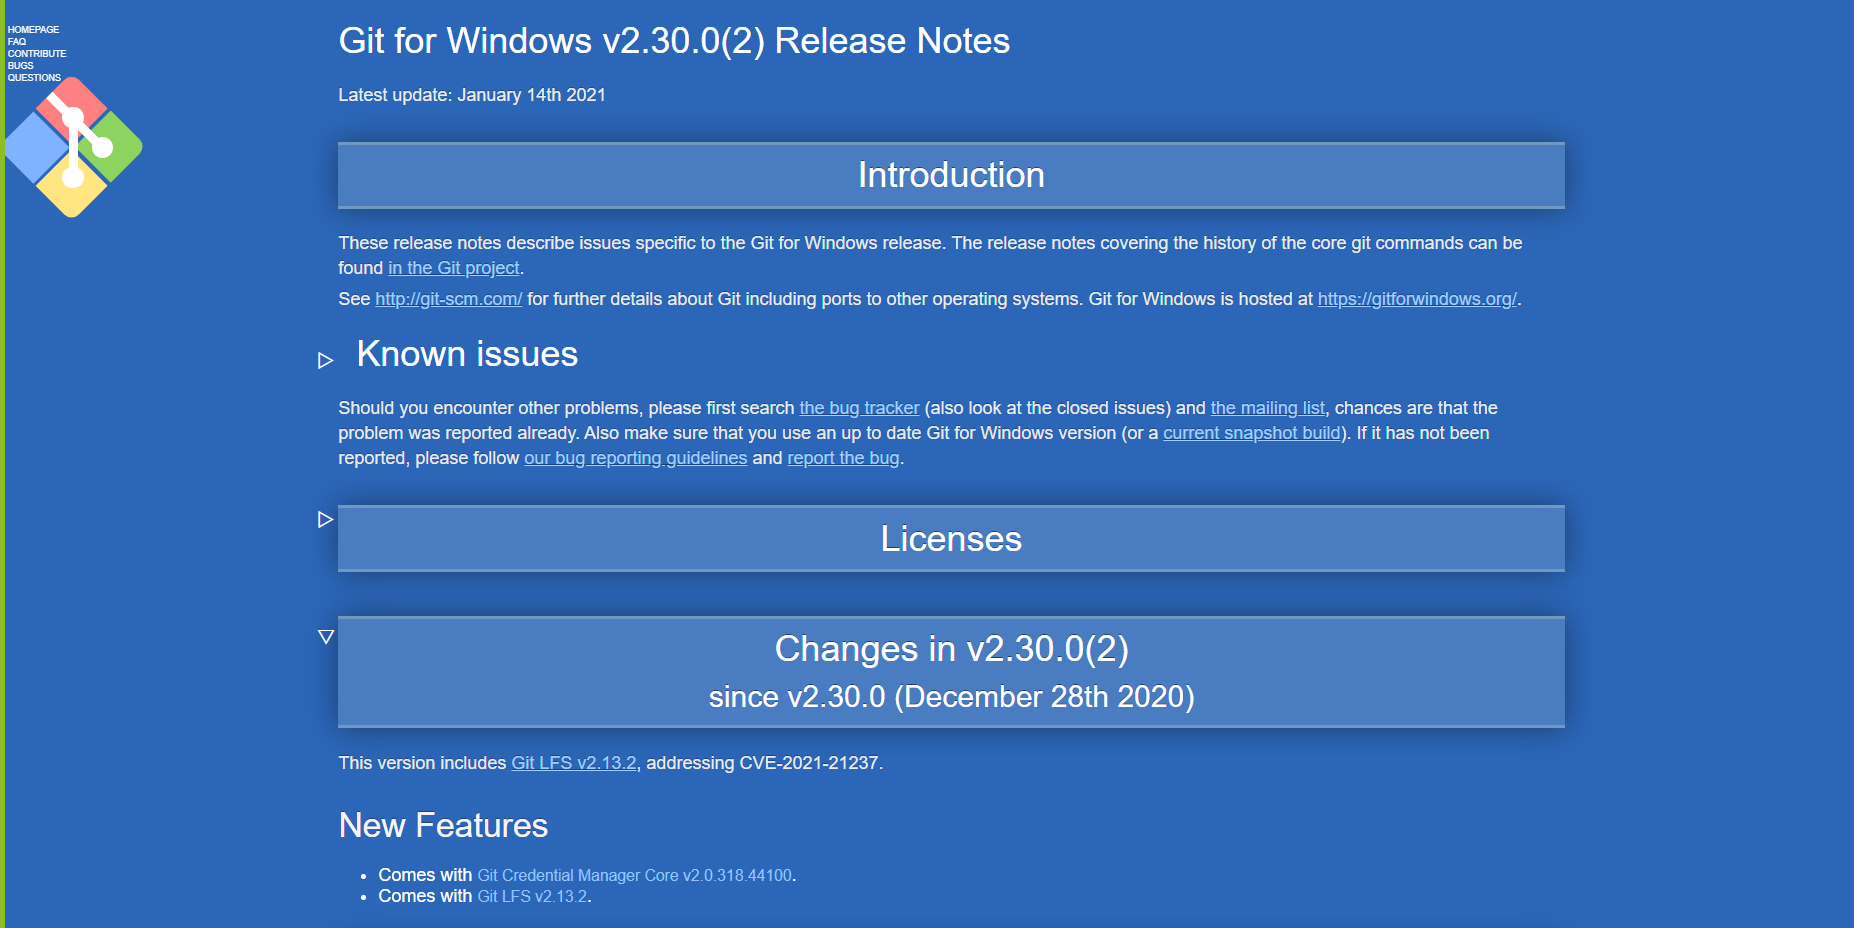 HOMEPAGE
FAQ
CONTRIBUTE
BUGS
QUESTIONS
Git for Windows v2.30.0(2) Release Notes
Latest update: January 14th 2021
Introduction
These release notes describe issues specific to the Git for Windows release. The release notes covering the history of the core git commands can be
found in the Git project.
See http://git-scm.com/ for further details about Git including ports to other operating systems. Git for Windows is hosted at https://gitforwindows.org/.
Known issues
Should you encounter other problems, please first search the bug tracker (also look at the closed issues) and the mailing list, chances are that the
problem was reported already. Also make sure that you use an up to date Git for Windows version (or a current snapshot build). If it has not been
reported, please follow our bug reporting guidelines and report the bug.
Licenses
Changes in v2.30.0(2)
since v2.30.0 (December 28th 2020)
This version includes Git LFS v2.13.2, addressing CVE-2021-21237.
New Features
• Comes with Git Credential Manager Core v2.0.318.44100.
• Comes with Git LFS v2.13.2.